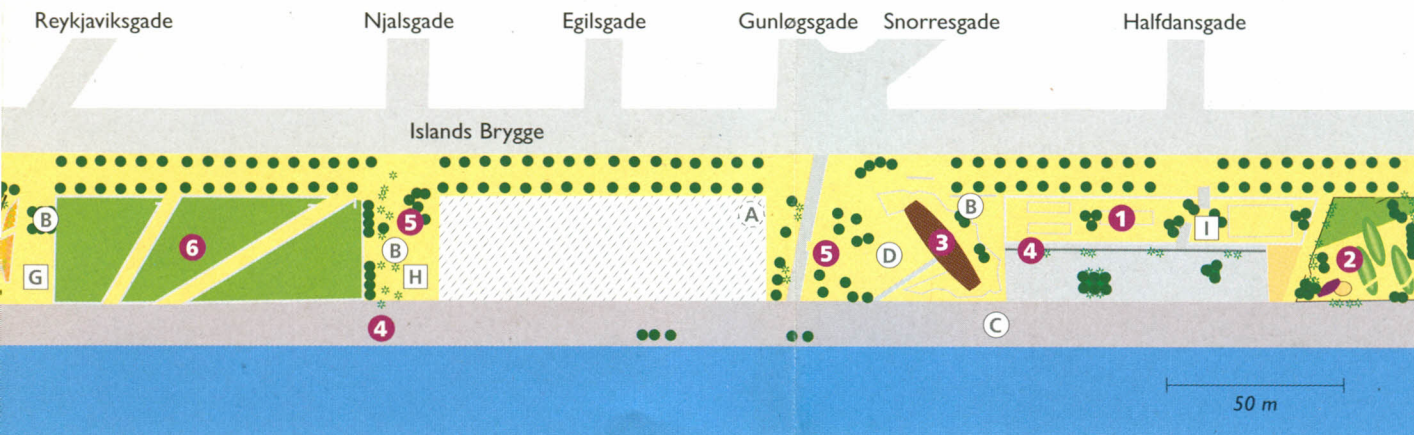 Reykjaviksgade Njalsgade Egilsgade Gunløgsgade Snorresgade Halfdansgade
Islands Brygge
B 5 A B 1 I
6 B 5 D 3 4 2
G H
4 C
50 m